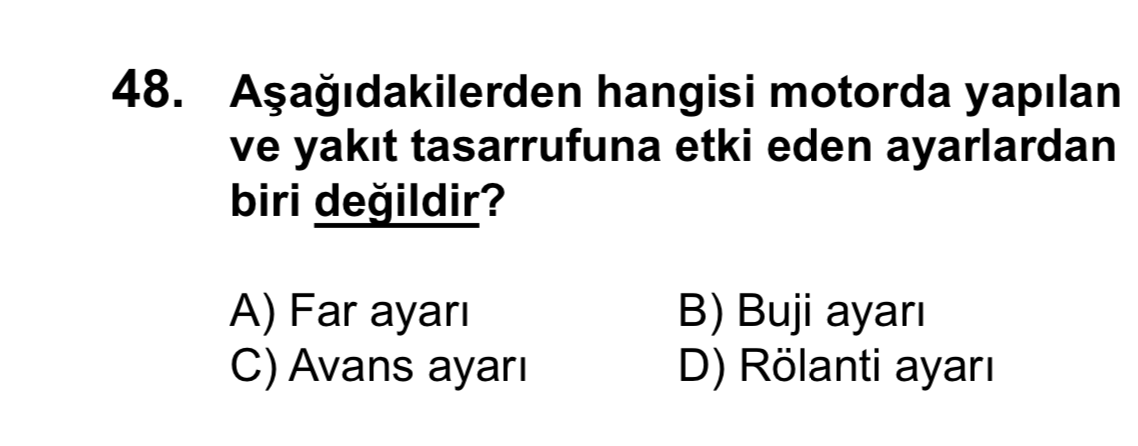 48. Aşağıdakilerden hangisi motorda yapılan
ve yakıt tasarrufuna etki eden ayarlardan
biri değildir?
A) Far ayarı B) Buji ayarı
C) Avans ayarı D) Rölanti ayarı